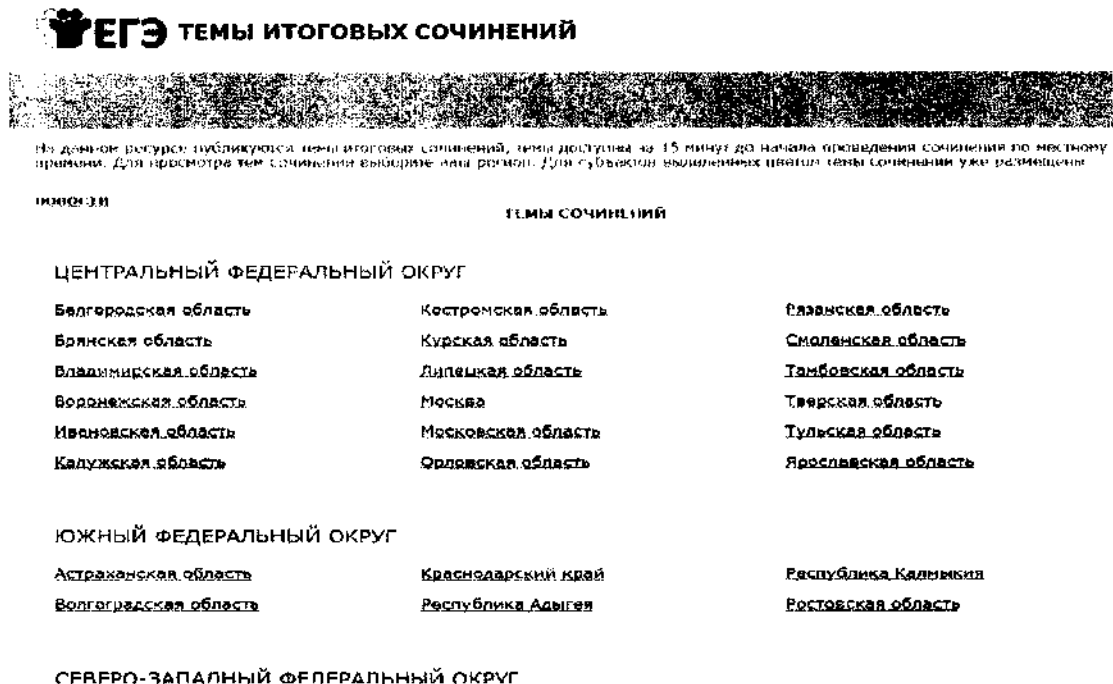 ЕГЭ ТЕМЫ ИТОГОВЫХ СОЧИНЕНИЙ
На данном ресурсе публикуются темы итоговых сочинений, темы доступны за 15 минут до начала проведения сочинения по местному
времени. Для просмотра тем сочинений выберите ваш регион. Для субъектов выделенных цветом темы сочинений уже размещены
НОВОСТИ
ТЕМЫ СОЧИНЕНИЙ
ЦЕНТРАЛЬНЫЙ ФЕДЕРАЛЬНЫЙ ОКРУГ
Белгородская область Костромская область Рязанская область
Брянская область Курская область Смоленская область
Владимирская область Липецкая область Тамбовская область
Воронежская область Москва Тверская область
Ивановская область Московская область Тульская область
Калужская область Орловская область Ярославская область
ЮЖНЫЙ ФЕДЕРАЛЬНЫЙ ОКРУГ
Астраханская область Краснодарский край Республика Калмыкия
Волгоградская область Республика Адыгея Ростовская область
СЕВЕРО-ЗАПАДНЫЙ ФЕДЕРАЛЬНЫЙ ОКРУГ